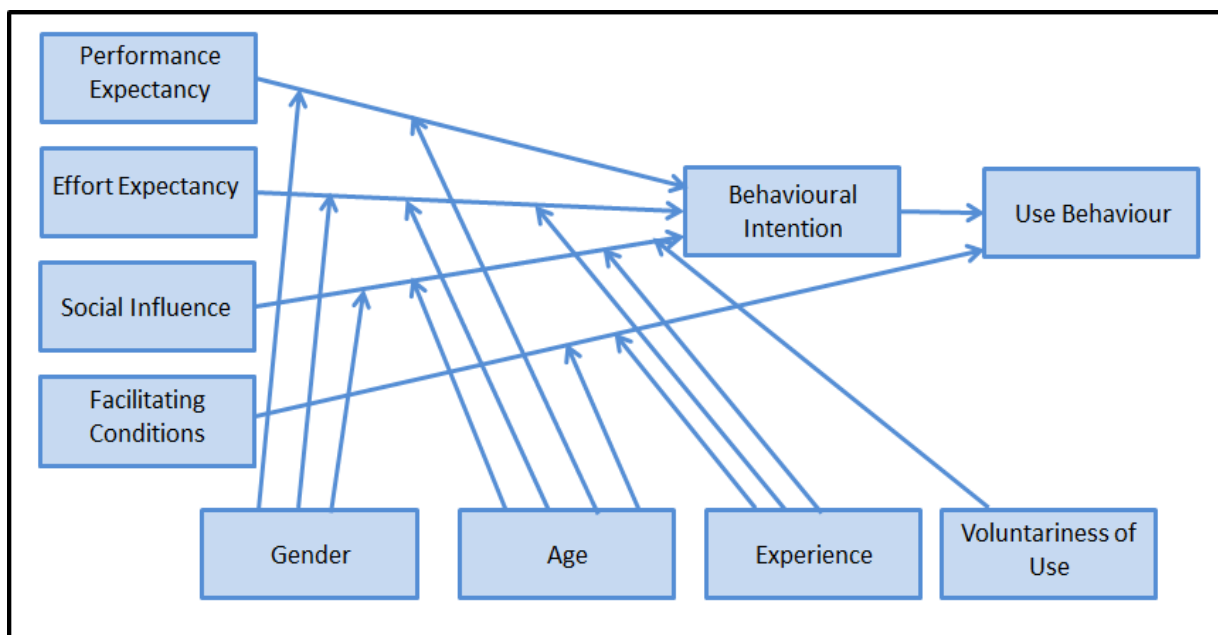 Performance
Expectancy
Effort Expectancy
Social Influence
Facilitating
Conditions
Behavioural
Intention
Use Behaviour
Gender
Age
Experience
Voluntariness of
Use